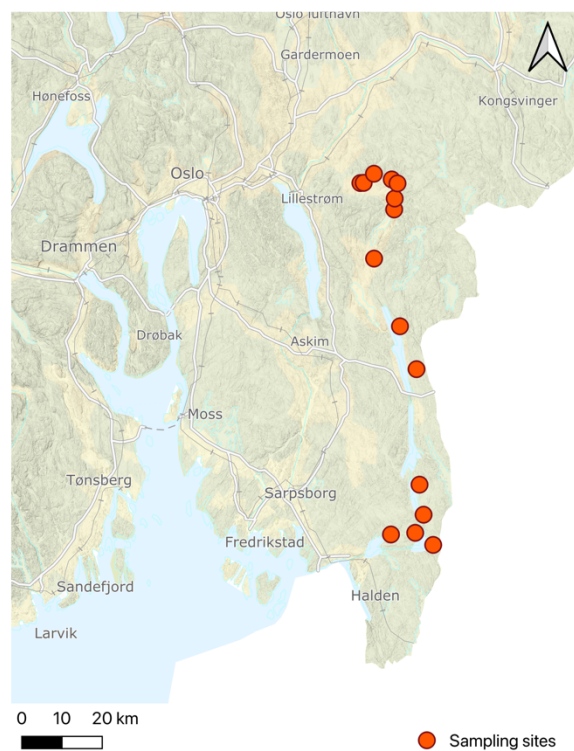 Oslo lufthavn
Gardermoen
Hønefoss
Kongsvinger
Oslo
Lillestrøm
Drammen
Drøbak
Askim
Moss
Tønsberg
Sarpsborg
Fredrikstad
Sandefjord
Halden
Larvik
0 10 20 km
Sampling sites